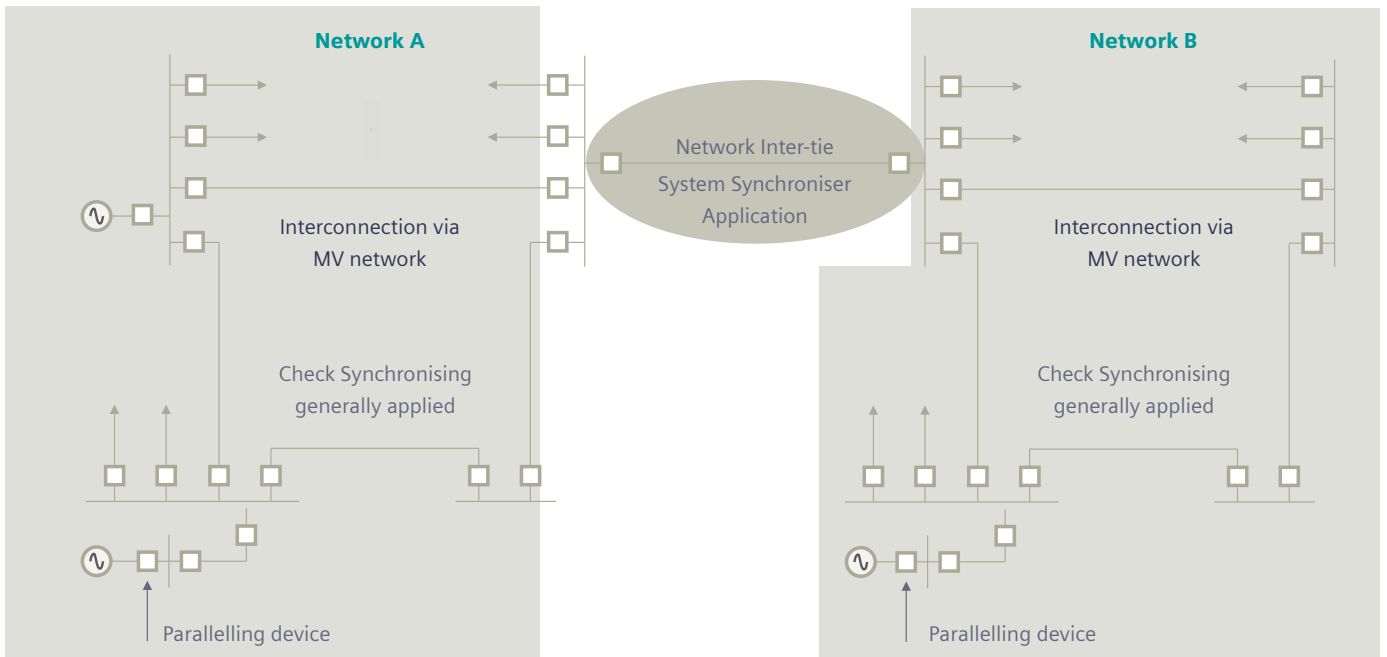 Network A
Network B
Network Inter-tie
System Synchroniser
Application
Interconnection via
MV network
Interconnection via
MV network
Check Synchronising
generally applied
Check Synchronising
generally applied
Parallelling device
Parallelling device